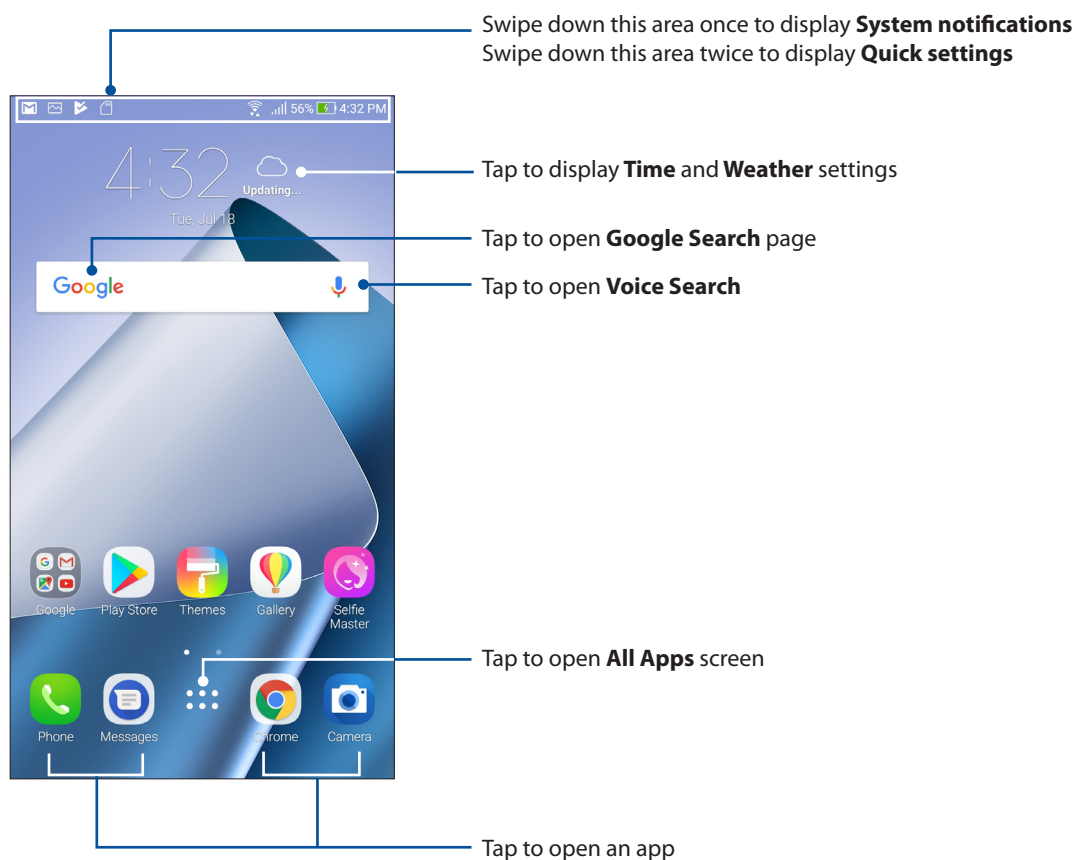 Swipe down this area once to display System notifications
Swipe down this area twice to display Quick settings
56% 4:32 PM
4:32
Updating...
Tue, Jul 18
Tap to display Time and Weather settings
Tap to open Google Search page
Google
Tap to open Voice Search
Google
Play Store
Themes
Gallery
Selfie
Master
Tap to open All Apps screen
Phone
Messages
Chrome
Camera
Tap to open an app